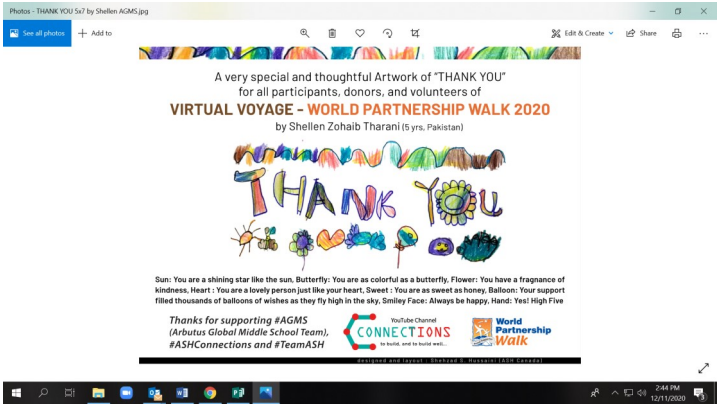 Photos - THANK YOU 5x7 by Shellen AGMS.jpg
See all photos
Add to
Edit & Create
Share
A very special and thoughtful Artwork of "THANK YOU"
for all participants, donors, and volunteers of
VIRTUAL VOYAGE - WORLD PARTNERSHIP WALK 2020
by Shellen Zohaib Tharani (5 yrs, Pakistan)
THANK YOU
Sun: You are a shining star like the sun, Butterfly: You are as colorful as a butterfly, Flower: You have a fragrance of
kindness, Heart : You are a lovely person just like your heart, Sweet : You are as sweet as honey, Balloon: Your support
filled thousands of balloons of wishes as they fly high in the sky, Smiley Face: Always be happy, Hand: Yes! High Five
Thanks for supporting #AGMS
(Arbutus Global Middle School Team),
#ASHConnections and #TeamASH
YouTube Channel
CONNECTIONS
to build, and to build well...
World
Partnership
Walk
designed and layout : Shehzad S. Hussaini (ASH Canada)
2:44 PM
12/11/2020